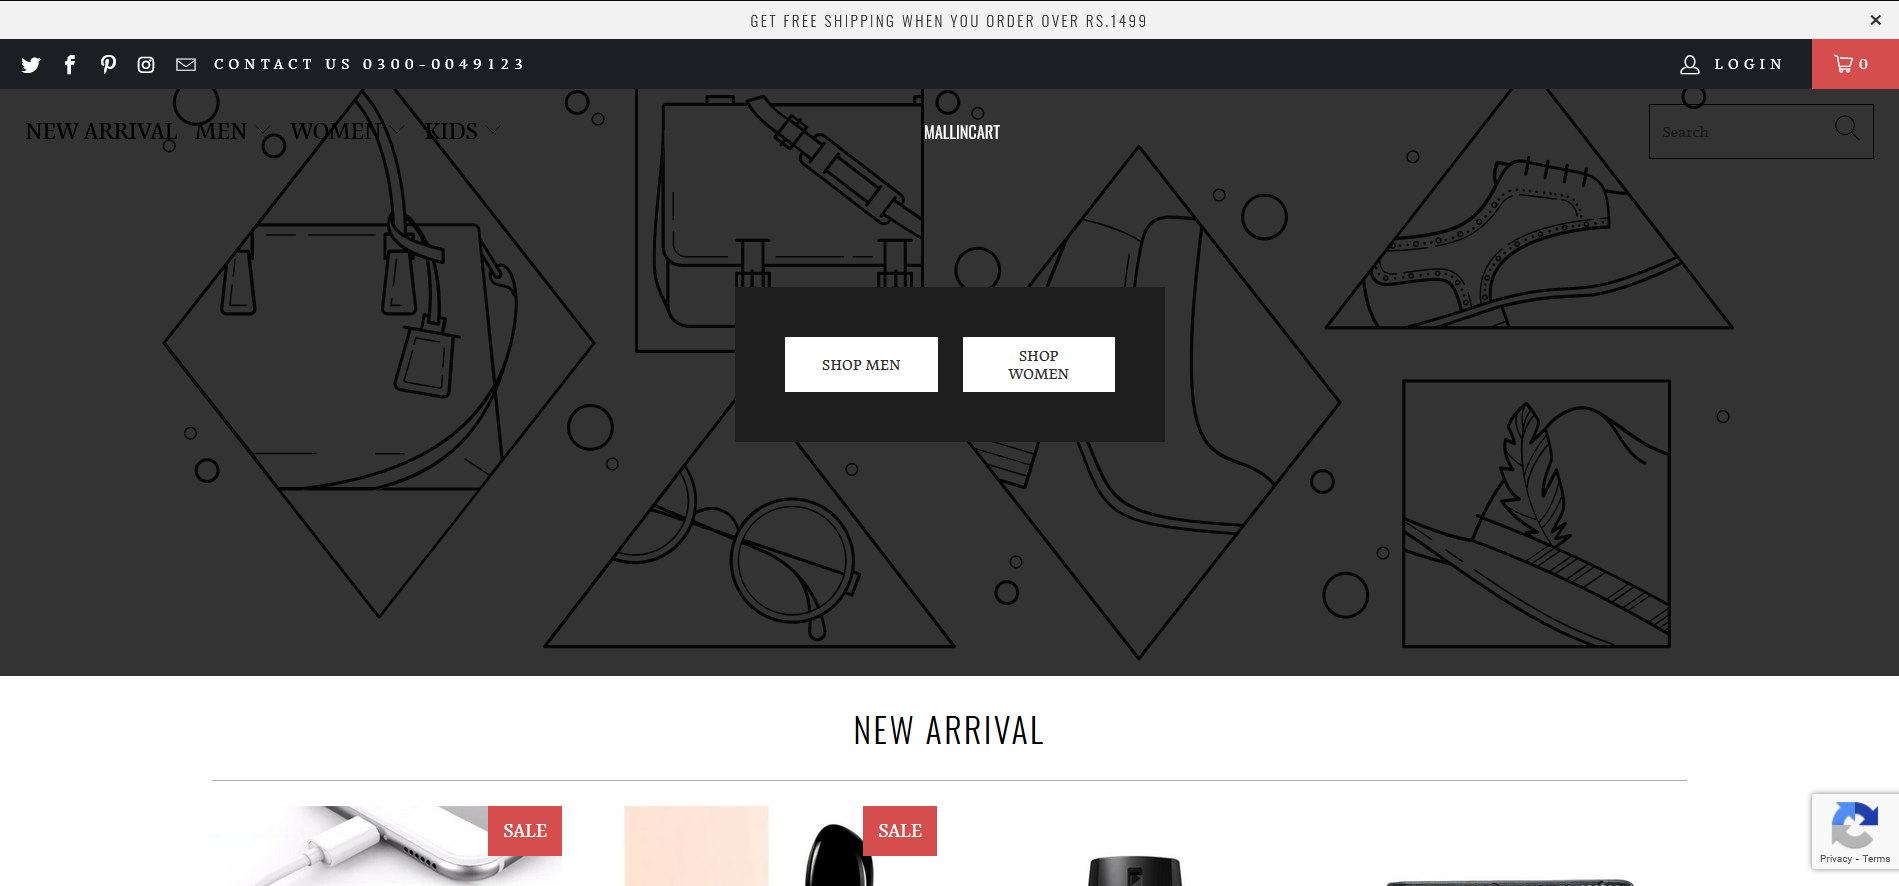 GET FREE SHIPPING WHEN YOU ORDER OVER RS.1499
CONTACT US 0300-0049123
LOGIN
0
NEW ARRIVAL MEN WOMEN KIDS
MALLINCART
Search
SHOP MEN
SHOP
WOMEN
NEW ARRIVAL
SALE
SALE
Privacy - Terms